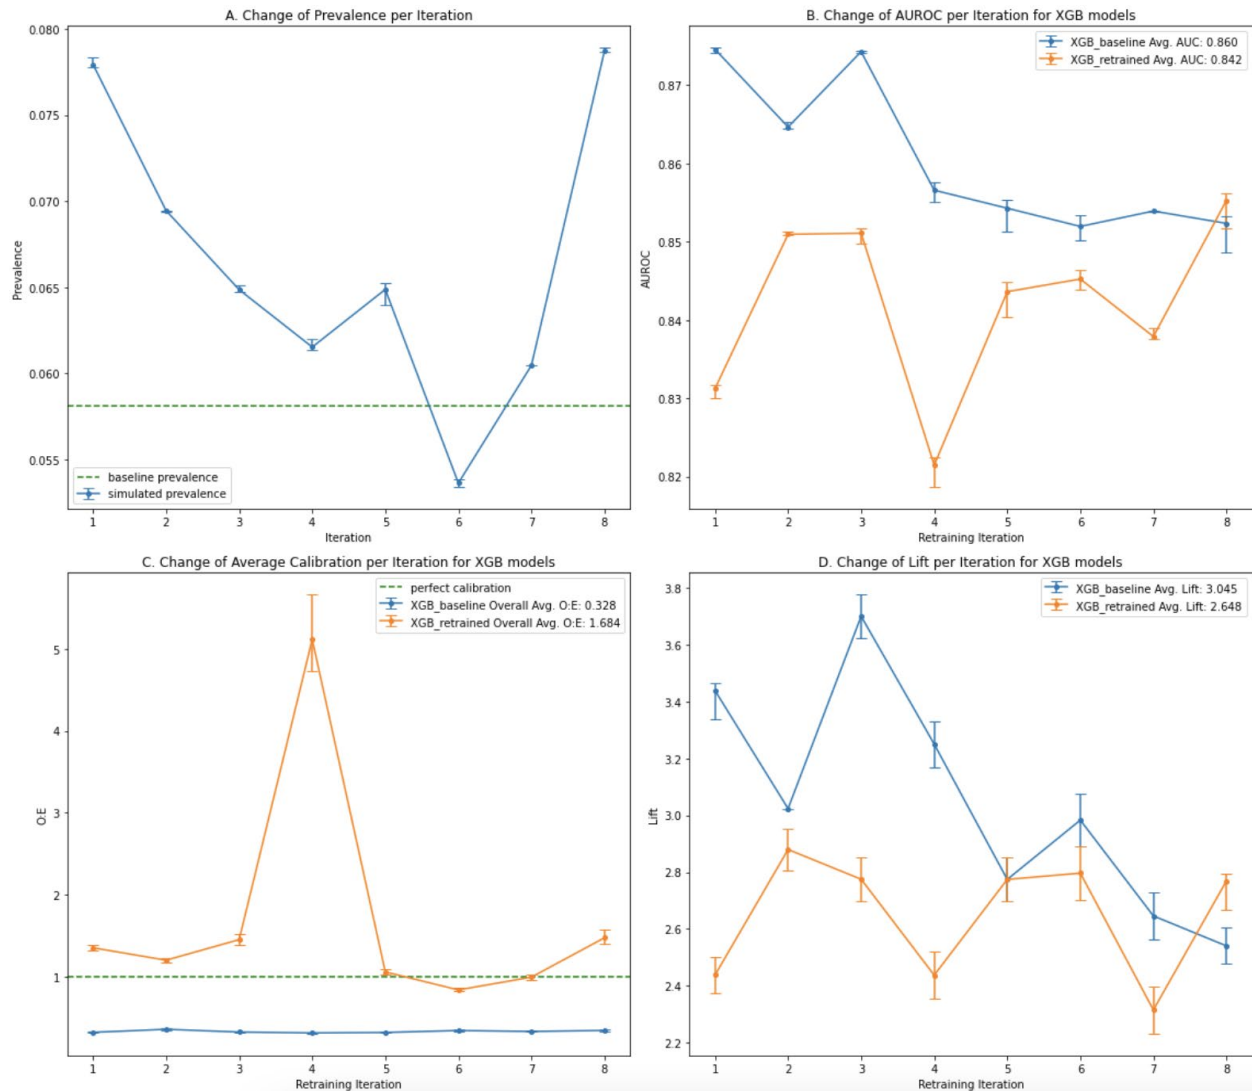 A. Change of Prevalence per Iteration
0.080
0.075
0.070
0.065
0.060
0.055
Prevalence
baseline prevalence
simulated prevalence
1 2 3 4 5 6 7 8
Iteration
B. Change of AUROC per Iteration for XGB models
XGB_baseline Avg. AUC: 0.860
XGB_retrained Avg. AUC: 0.842
0.87
0.86
0.85
0.84
0.83
0.82
AUROC
1 2 3 4 5 6 7 8
Retraining Iteration
C. Change of Average Calibration per Iteration for XGB models
perfect calibration
XGB_baseline Overall Avg. O:E: 0.328
XGB_retrained Overall Avg. O:E: 1.684
5
4
3
2
1
O:E
1 2 3 4 5 6 7 8
Retraining Iteration
D. Change of Lift per Iteration for XGB models
XGB_baseline Avg. Lift: 3.045
XGB_retrained Avg. Lift: 2.648
3.8
3.6
3.4
3.2
3.0
2.8
2.6
2.4
2.2
Lift
1 2 3 4 5 6 7 8
Retraining Iteration